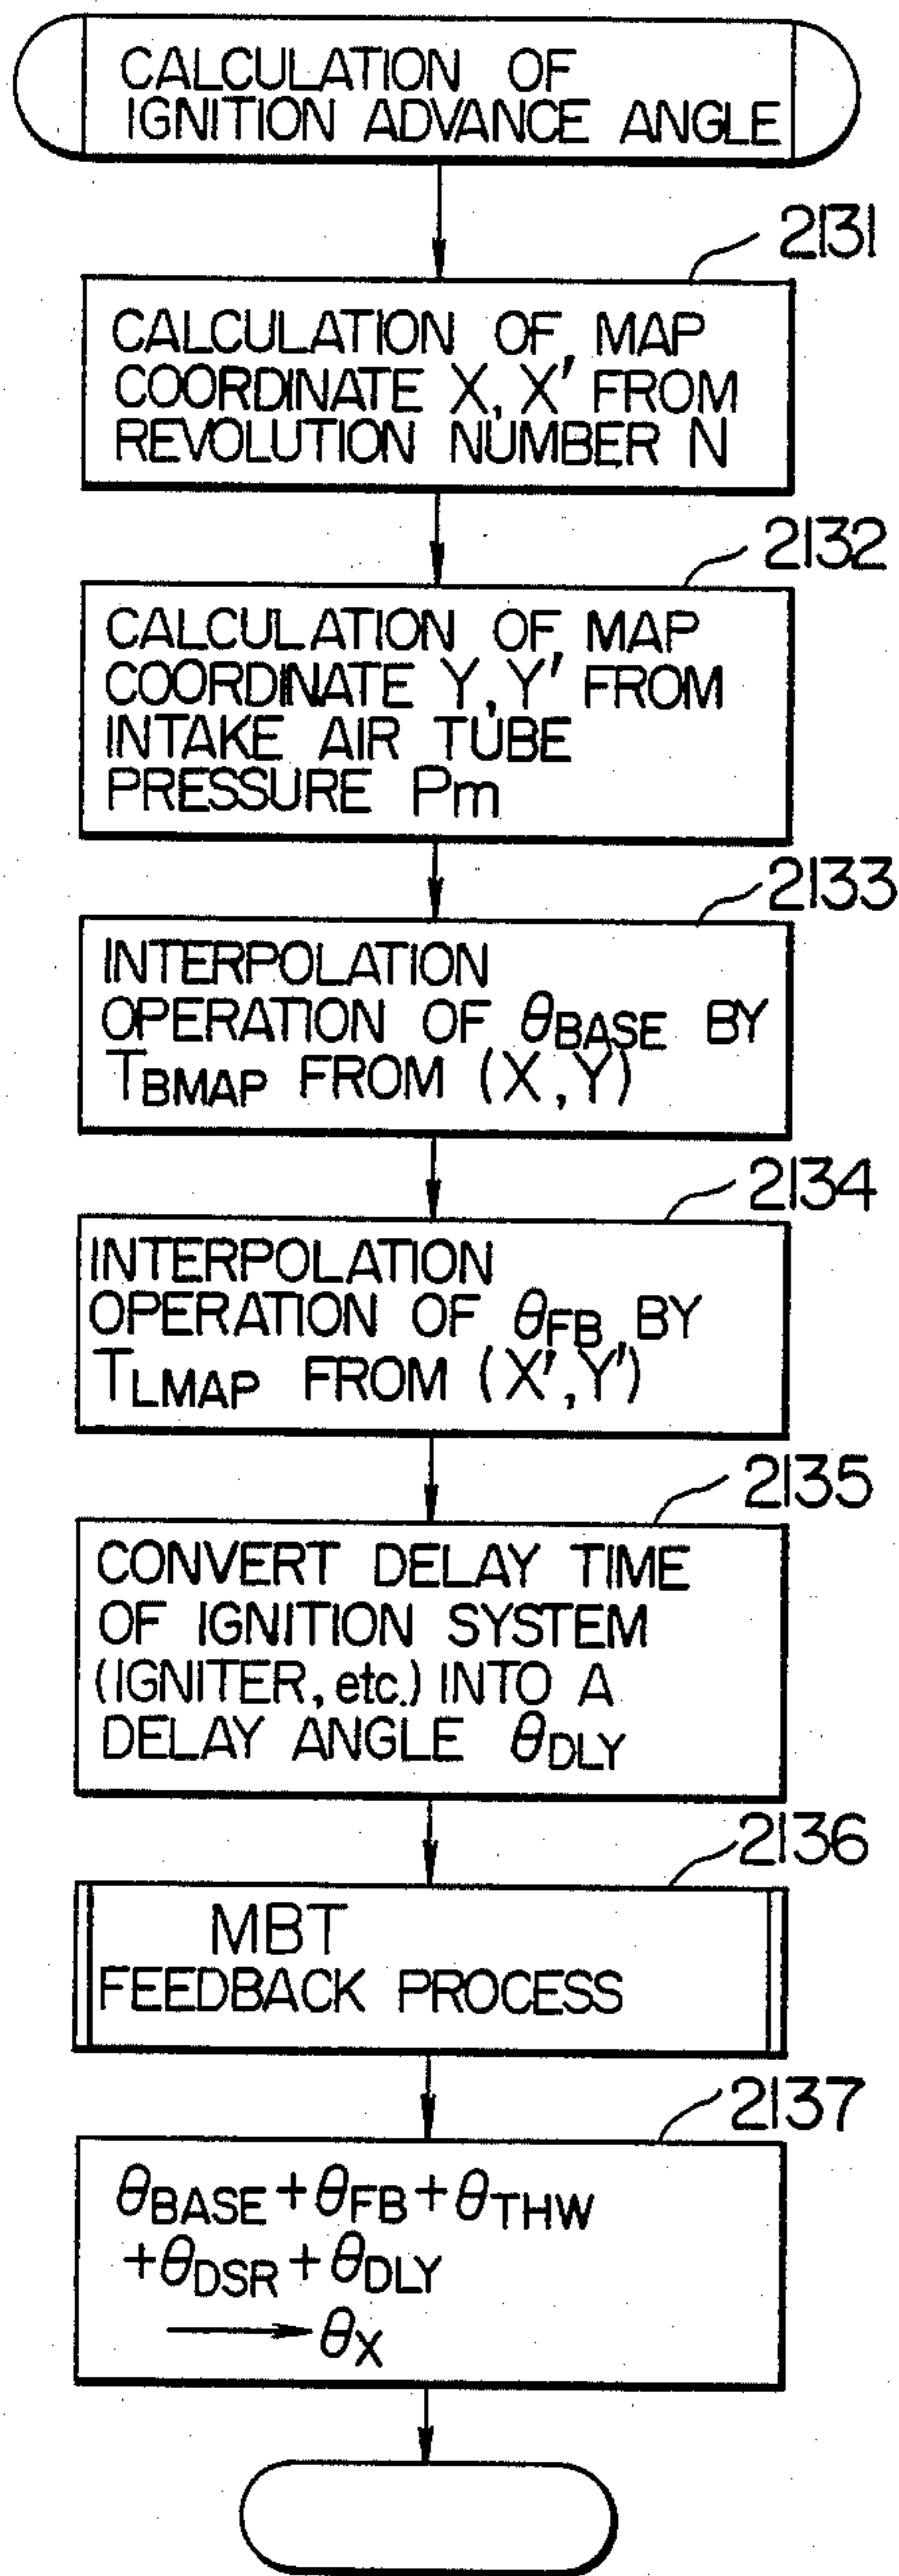 CALCULATION OF
IGNITION ADVANCE ANGLE
2131
CALCULATION OF MAP
COORDINATE X, X' FROM
REVOLUTION NUMBER N
2132
CALCULATION OF MAP
COORDINATE Y, Y' FROM
INTAKE AIR TUBE
PRESSURE Pm
2133
INTERPOLATION
OPERATION OF θBASE BY
TBMAP FROM (X, Y)
2134
INTERPOLATION
OPERATION OF θFB BY
TLMAP FROM (X', Y')
2135
CONVERT DELAY TIME
OF IGNITION SYSTEM
(IGNITER, etc.) INTO A
DELAY ANGLE θDLY
2136
MBT
FEEDBACK PROCESS
2137
θBASE + θFB + θTHW
+ θDSR + θDLY
⟶ θX